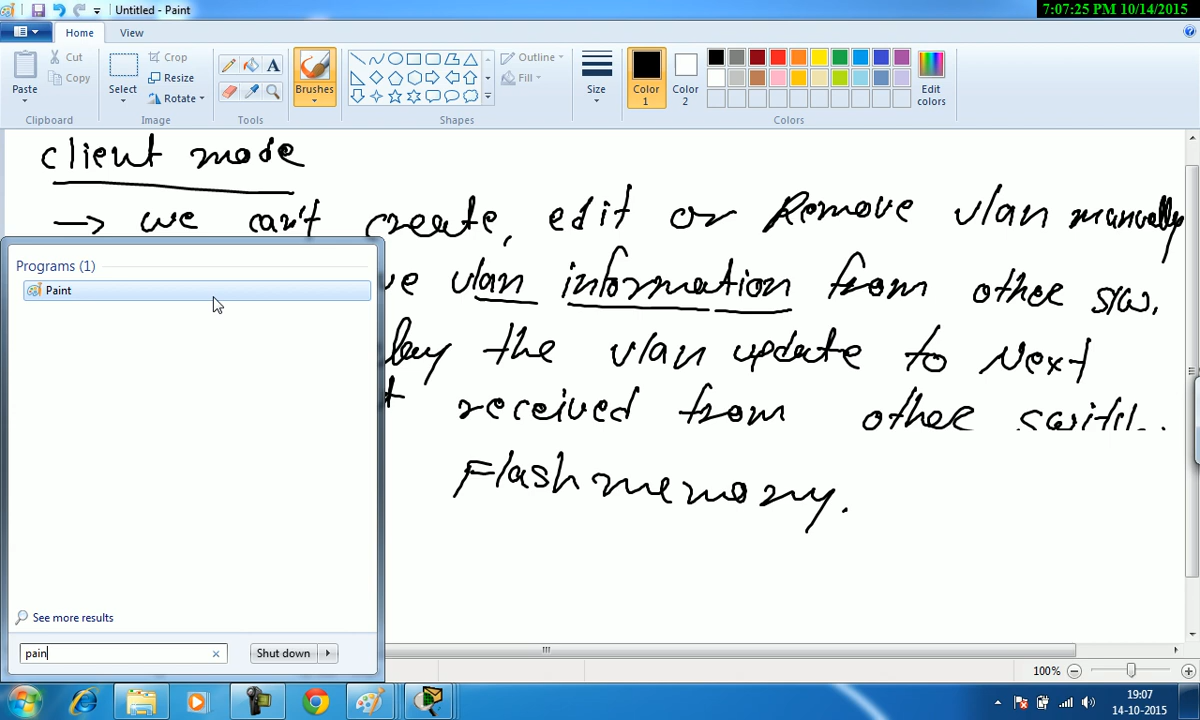 Untitled - Paint
7:07:25 PM 10/14/2015
Home View
Paste
Cut
Copy
Clipboard
Select
Crop
Resize
Rotate
Image
Tools
Brushes
Outline
Fill
Shapes
Size
Color 1
Color 2
Edit colors
Colors
client mode
→ we can't create, edit or Remove vlan manually
ve vlan information from other s/w.
lay the vlan update to Next
t received from other switch.
Flash memory.
Programs (1)
Paint
See more results
pain
Shut down
100%
19:07
14-10-2015